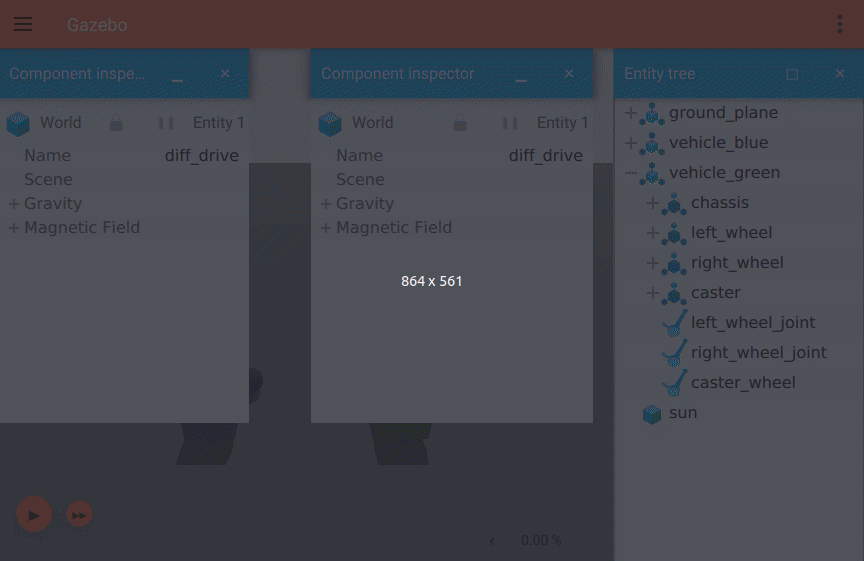 Gazebo
Component inspe...
World
Entity 1
Name
diff_drive
Scene
+ Gravity
+ Magnetic Field
Component inspector
World
Entity 1
Name
diff_drive
Scene
+ Gravity
+ Magnetic Field
864 x 561
Entity tree
ground_plane
vehicle_blue
vehicle_green
chassis
left_wheel
right_wheel
caster
left_wheel_joint
right_wheel_joint
caster_wheel
sun
0.00 %